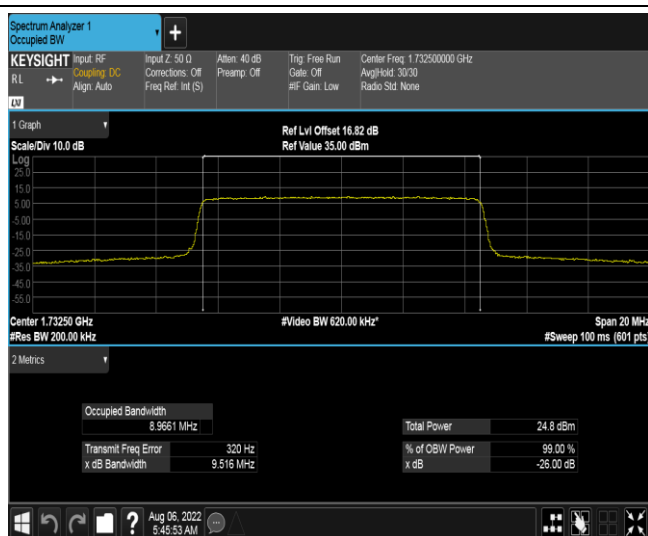 Spectrum Analyzer 1
Occupied BW
+
KEYSIGHT
RL
LXI
Input: RF
Coupling: DC
Align: Auto
Input Z: 50 Ω
Corrections: Off
Freq Ref: Int (S)
Atten: 40 dB
Preamp: Off
Trig: Free Run
Gate: Off
#IF Gain: Low
Center Freq: 1.732500000 GHz
Avg|Hold: 30/30
Radio Std: None
1 Graph
Scale/Div 10.0 dB
Ref Lvl Offset 16.82 dB
Ref Value 35.00 dBm
Log
25.0
15.0
5.00
-5.00
-15.0
-25.0
-35.0
-45.0
-55.0
Center 1.73250 GHz
#Video BW 620.00 kHz*
Span 20 MHz
#Res BW 200.00 kHz
#Sweep 100 ms (601 pts)
2 Metrics
Occupied Bandwidth
8.9661 MHz
Total Power 24.8 dBm
Transmit Freq Error 320 Hz
% of OBW Power 99.00 %
x dB Bandwidth 9.516 MHz
x dB -26.00 dB
?
Aug 06, 2022
5:45:53 AM